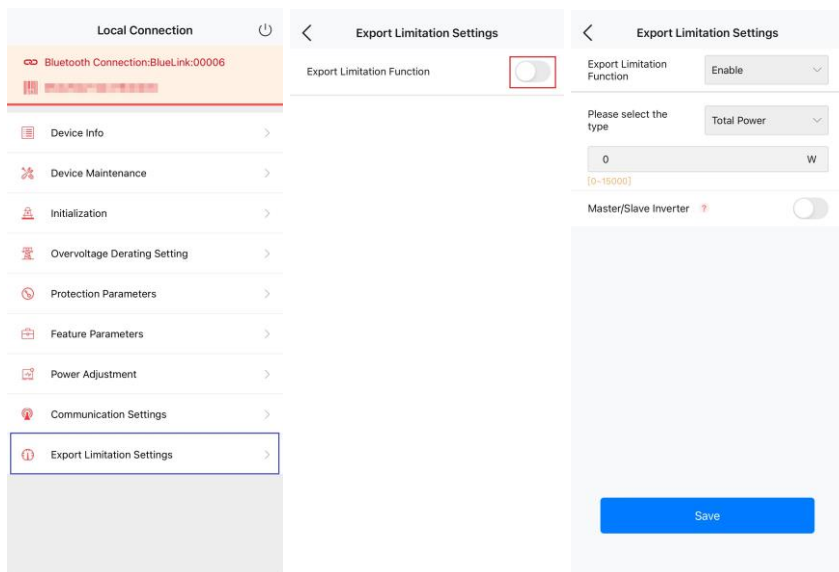 Local Connection
Bluetooth Connection:BlueLink:00006
Device Info
Device Maintenance
Initialization
Overvoltage Derating Setting
Protection Parameters
Feature Parameters
Power Adjustment
Communication Settings
Export Limitation Settings
Export Limitation Settings
Export Limitation Function
Export Limitation Settings
Export Limitation
Function
Enable
Please select the
type
Total Power
0 W
[0~15000]
Master/Slave Inverter ?
Save